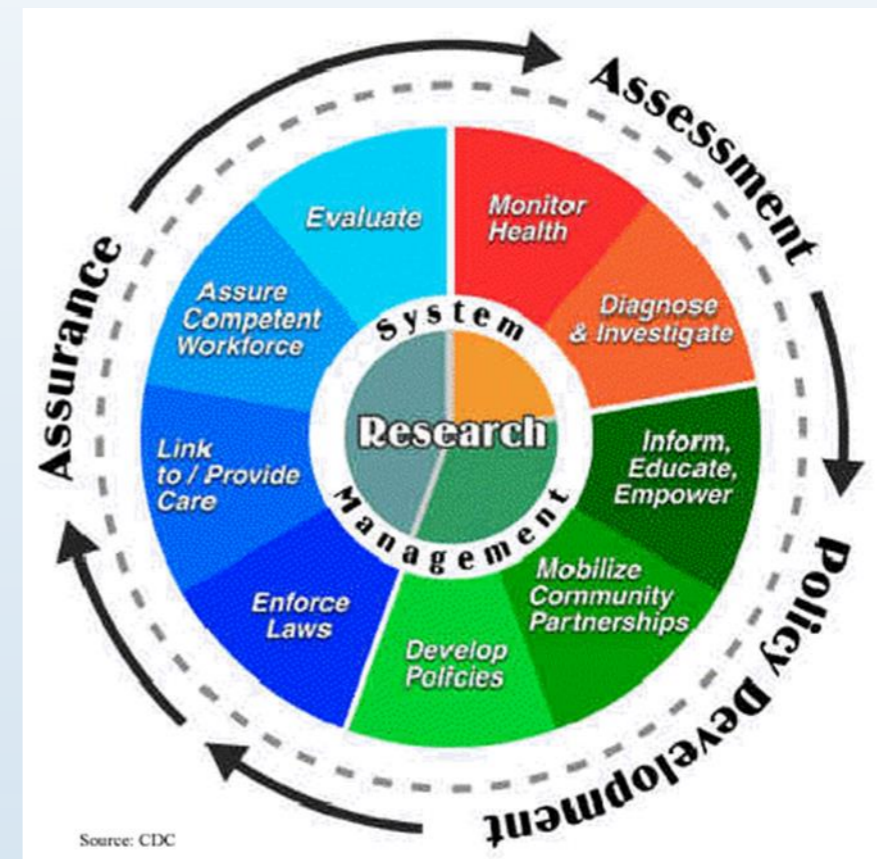 Assessment
Policy Development
Assurance
Monitor
Health
Diagnose
& Investigate
Inform,
Educate,
Empower
Mobilize
Community
Partnerships
Develop
Policies
Enforce
Laws
Link
to / Provide
Care
Assure
Competent
Workforce
Evaluate
System
Management
Research
Source: CDC